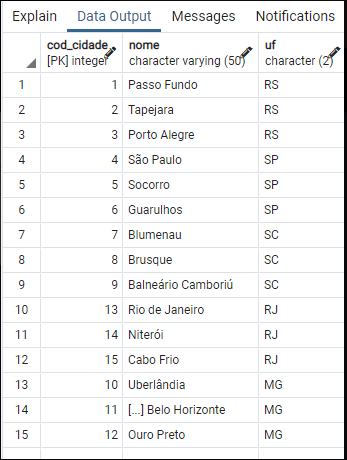 Explain Data Output Messages Notifications
cod_cidade nome uf
[PK] integer character varying (50) character (2)
1 1 Passo Fundo RS
2 2 Tapejara RS
3 3 Porto Alegre RS
4 4 São Paulo SP
5 5 Socorro SP
6 6 Guarulhos SP
7 7 Blumenau SC
8 8 Brusque SC
9 9 Balneário Camboriú SC
10 13 Rio de Janeiro RJ
11 14 Niterói RJ
12 15 Cabo Frio RJ
13 10 Uberlândia MG
14 11 [...] Belo Horizonte MG
15 12 Ouro Preto MG